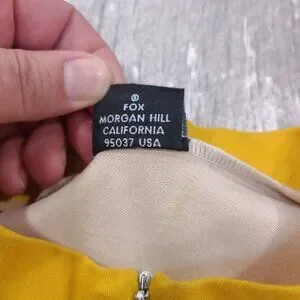 ®
FOX
MORGAN HILL
CALIFORNIA
95037 USA